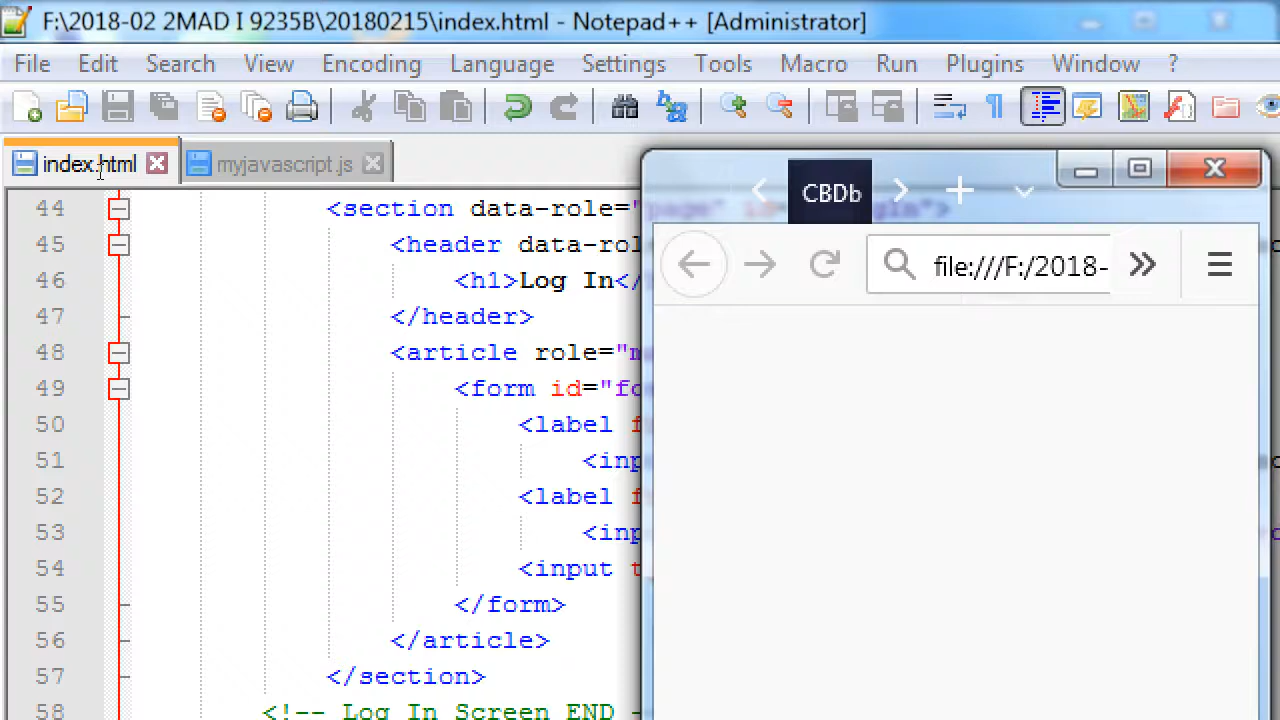 F:\2018-02 2MAD I 9235B\20180215\index.html - Notepad++ [Administrator]
File Edit Search View Encoding Language Settings Tools Macro Run Plugins Window ?
index.html myjavascript.js
CBDb
file:///F:/2018-
44 <section data-role="
45 <header data-rol
46 <h1>Log In</
47 </header>
48 <article role="m
49 <form id="fo
50 <label f
51 <inp
52 <label f
53 <inp
54 <input t
55 </form>
56 </article>
57 </section>
58 <!-- Log In Screen END -